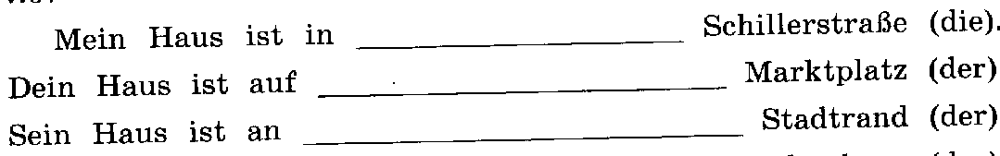 Mein Haus ist in ____________ Schillerstraße (die).
Dein Haus ist auf ____________ Marktplatz (der)
Sein Haus ist an ____________ Stadtrand (der)